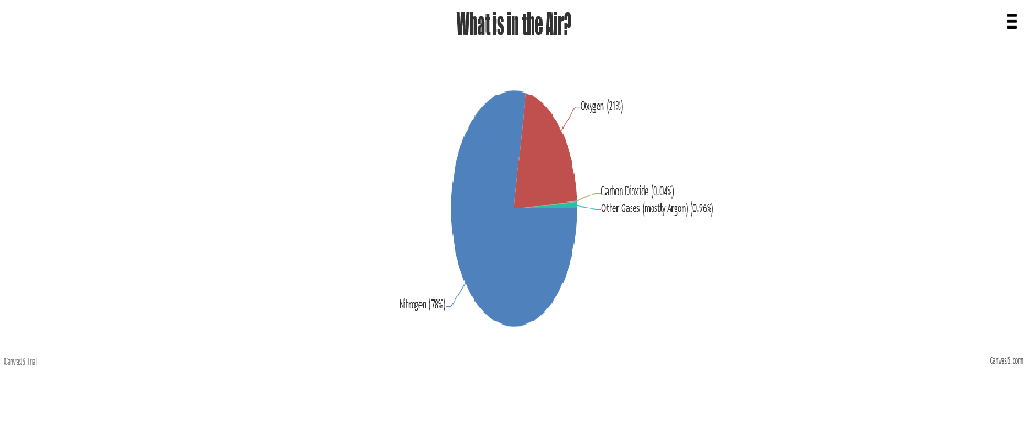 What is in the Air?
Oxygen (21%)
Carbon Dioxide (0.04%)
Other Gases (mostly Argon) (0.96%)
Nitrogen (78%)
CanvasJS Trial
CanvasJS.com